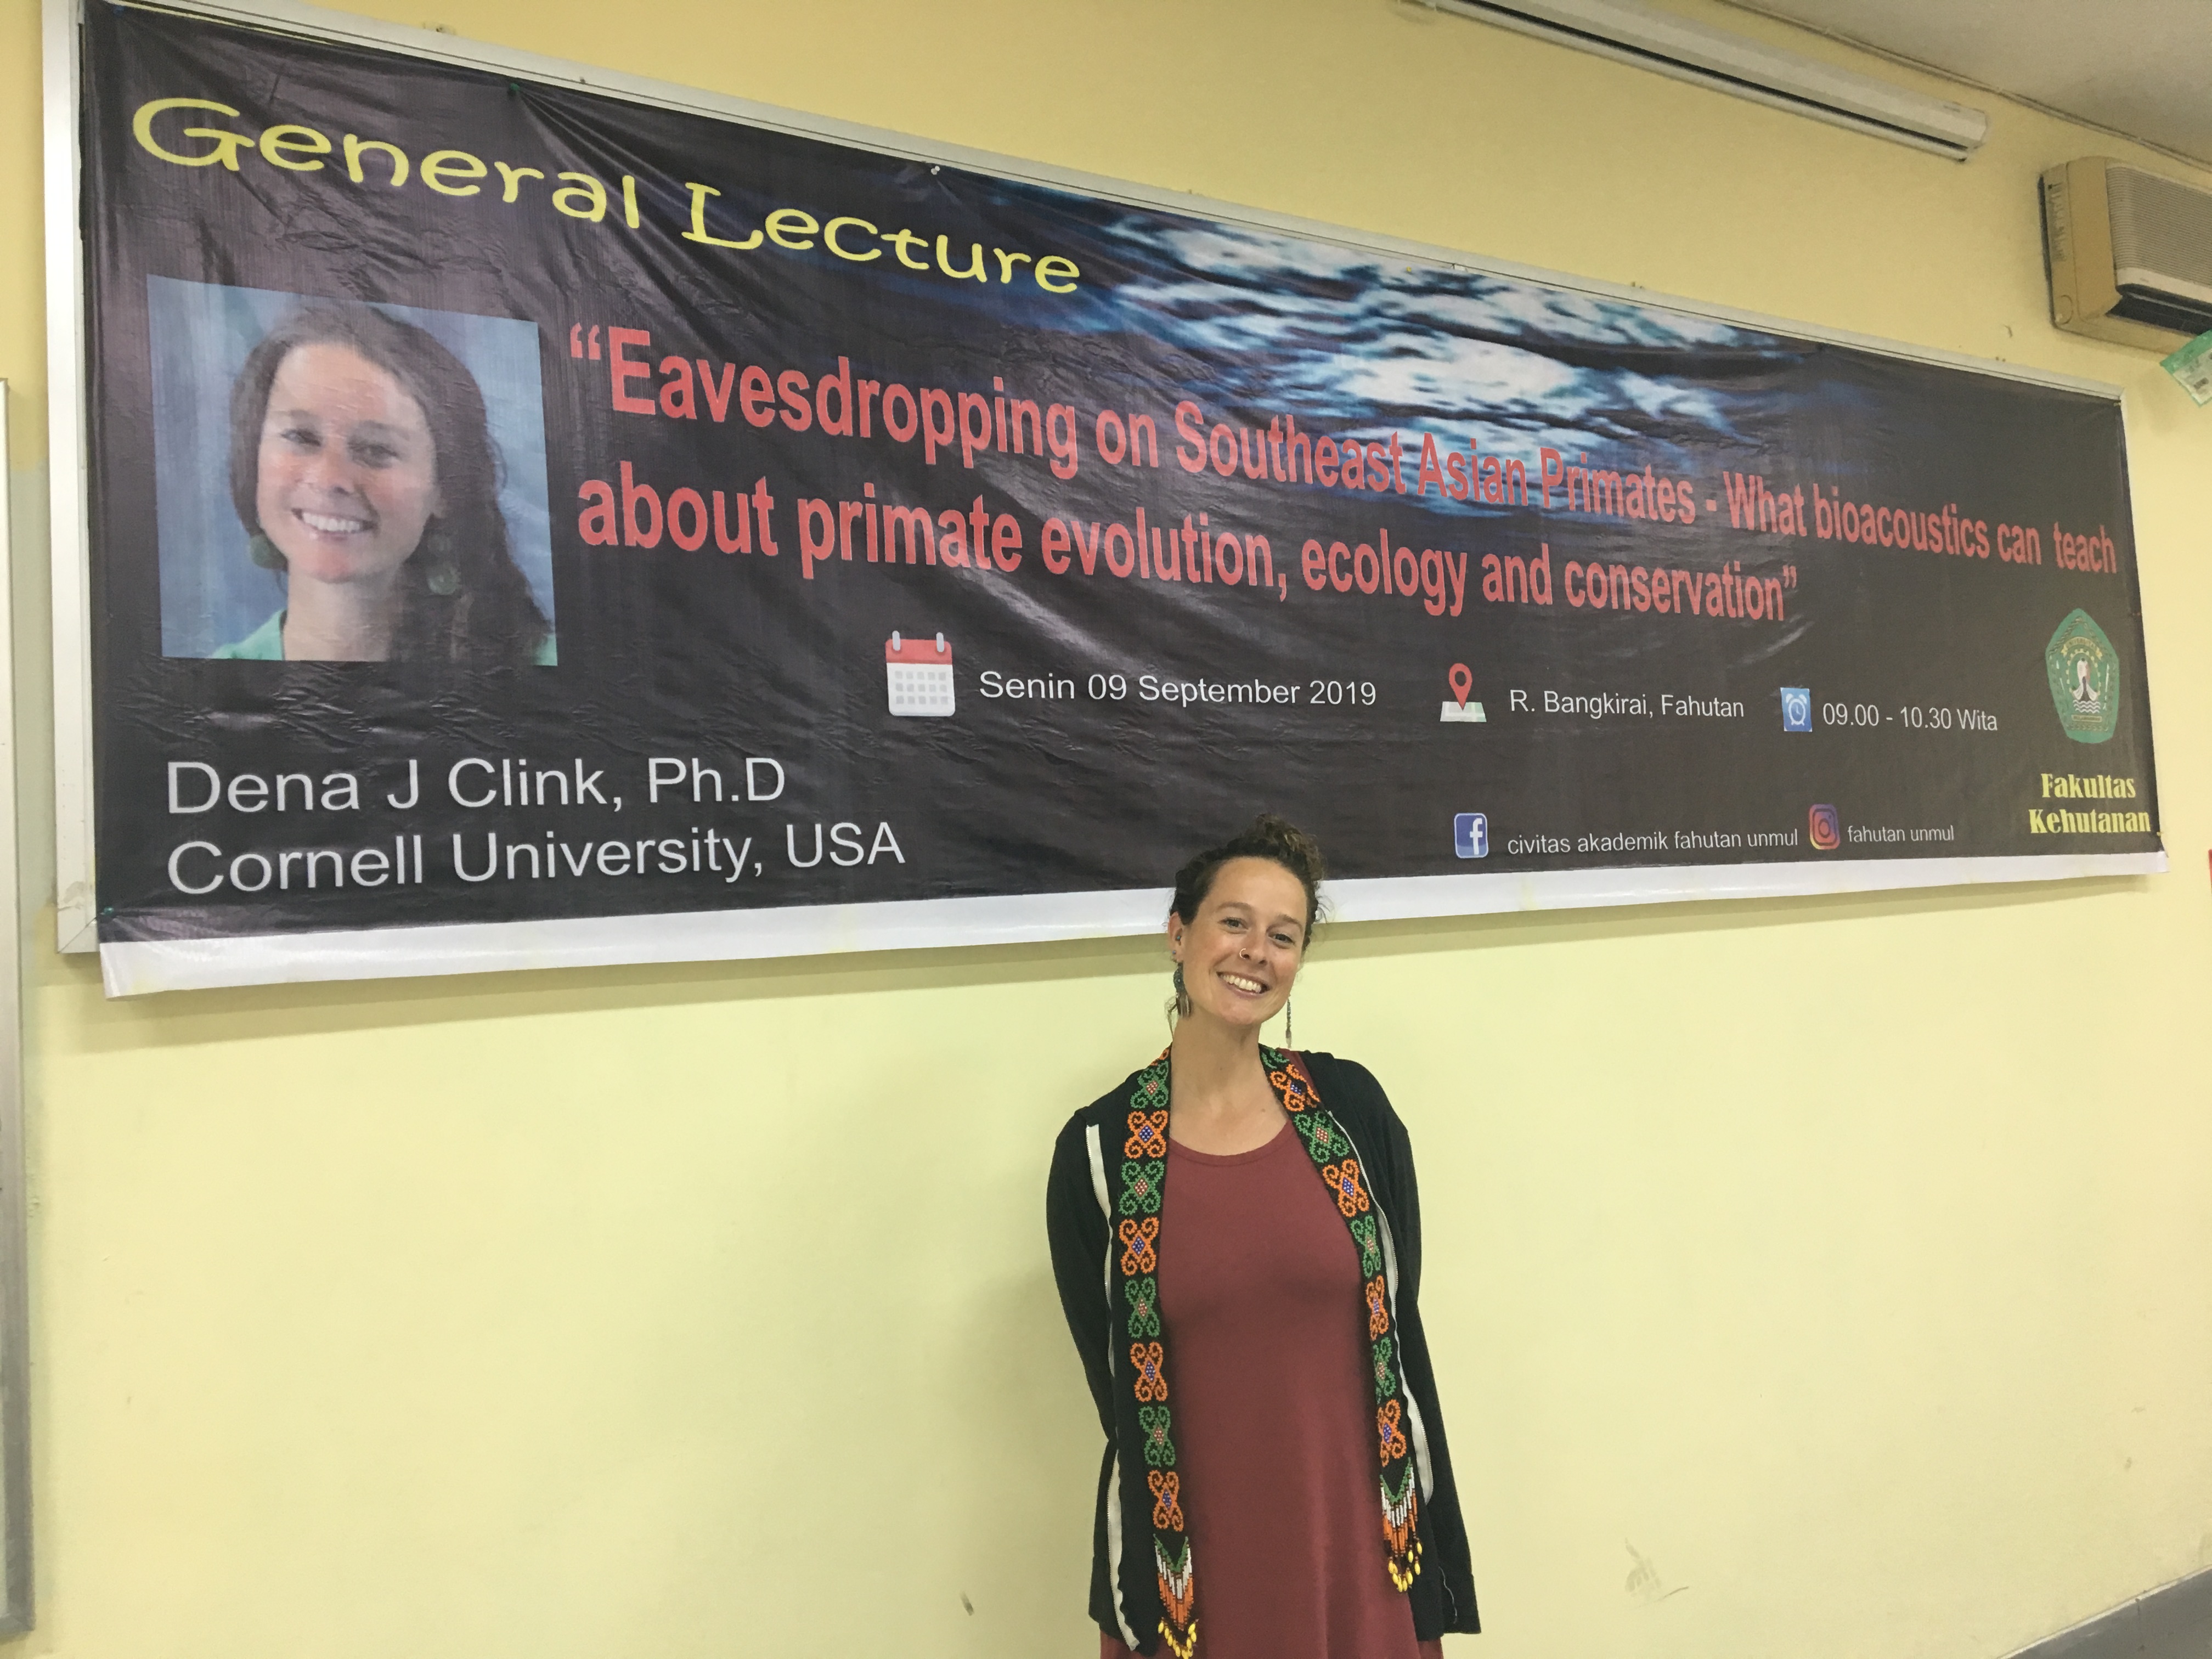 General Lecture
“Eavesdropping on Southeast Asian Primates - What bioacoustics can teach
about primate evolution, ecology and conservation”
Senin 09 September 2019
R. Bangkirai, Fahutan
09.00 - 10.30 Wita
Dena J Clink, Ph.D
Cornell University, USA
civitas akademik fahutan unmul
fahutan unmul
Fakultas
Kehutanan